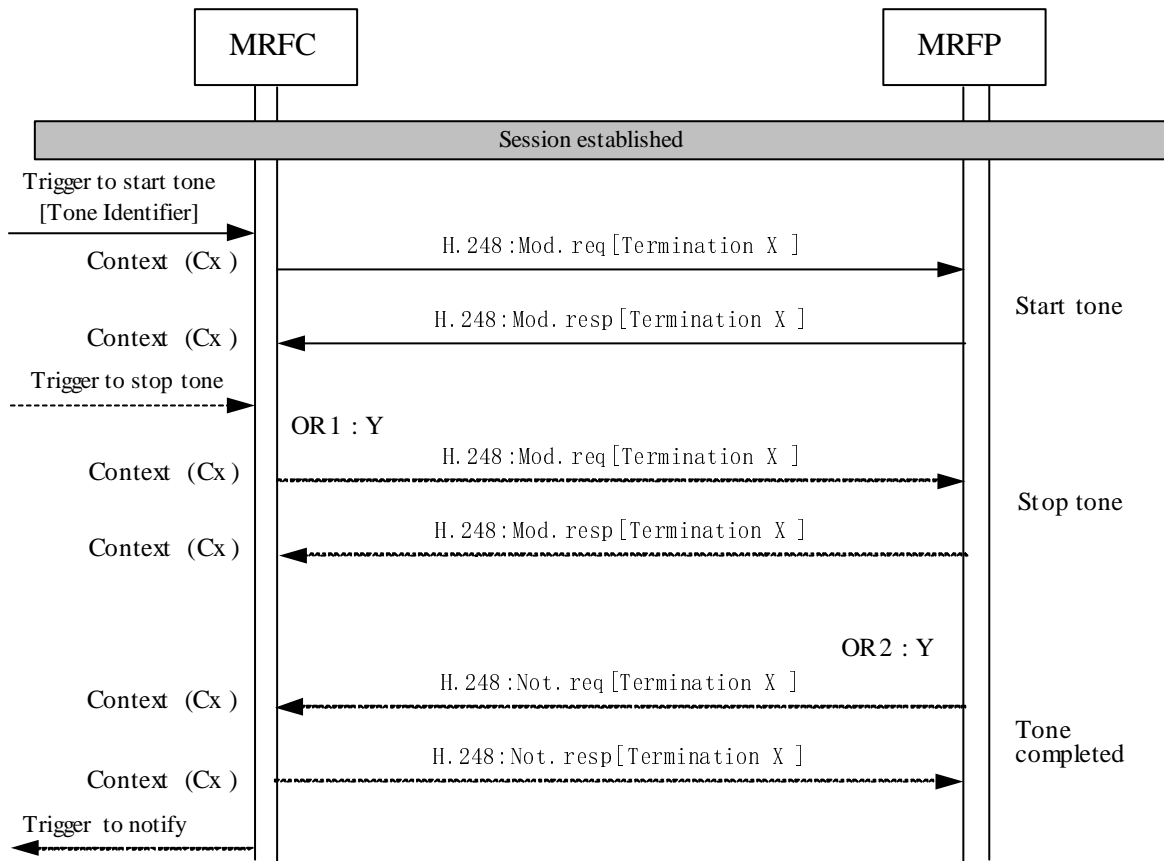 MRFC
MRFP
Session established
Trigger to start tone
[Tone Identifier]
Context (Cx )
H.248:Mod.req[Termination X ]
Start tone
Context (Cx )
H.248:Mod.resp[Termination X ]
Trigger to stop tone
OR1 : Y
Context (Cx )
H.248:Mod.req[Termination X ]
Stop tone
Context (Cx )
H.248:Mod.resp[Termination X ]
OR2 : Y
Context (Cx )
H.248:Not.req[Termination X ]
Tone
completed
Context (Cx )
H.248:Not.resp[Termination X ]
Trigger to notify